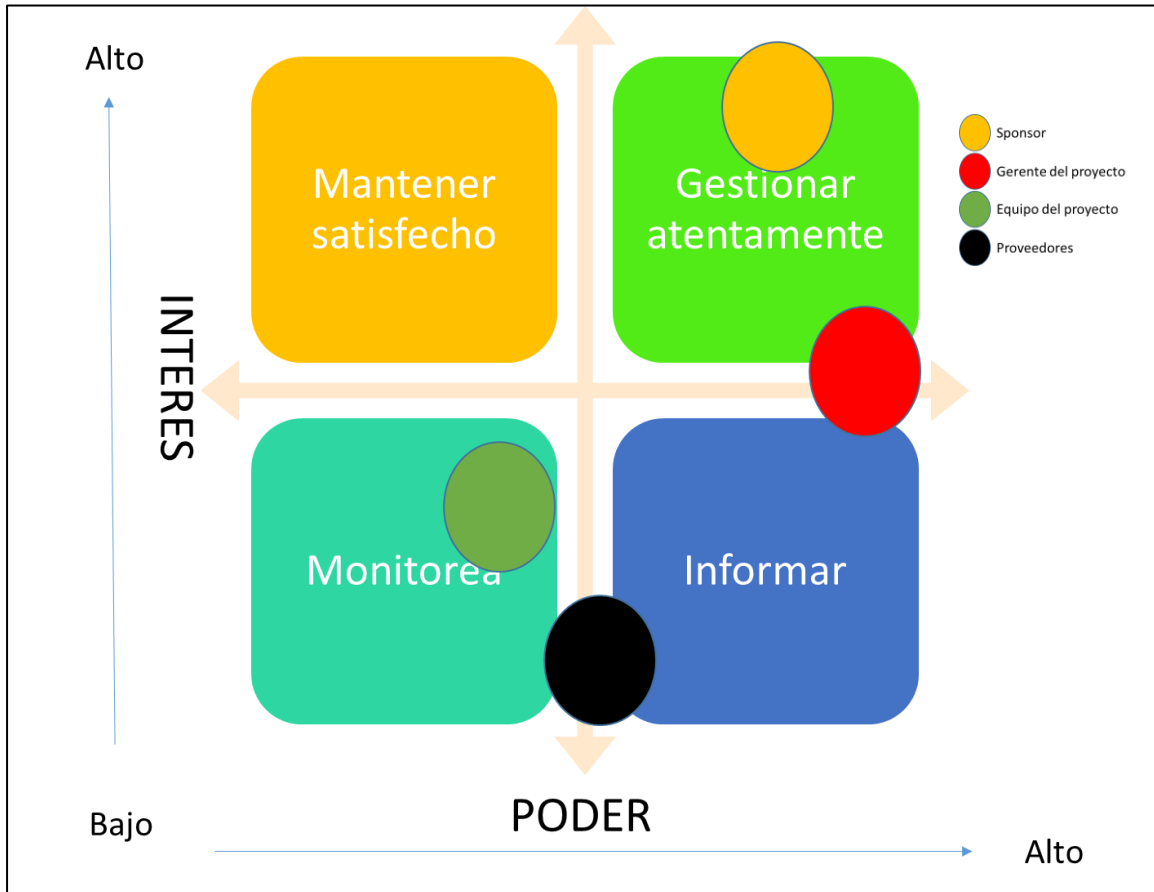 Alto
Mantener
satisfecho
Gestionar
atentamente
Sponsor
Gerente del proyecto
Equipo del proyecto
Proveedores
INTERES
Monitorea
Informar
PODER
Bajo
Alto